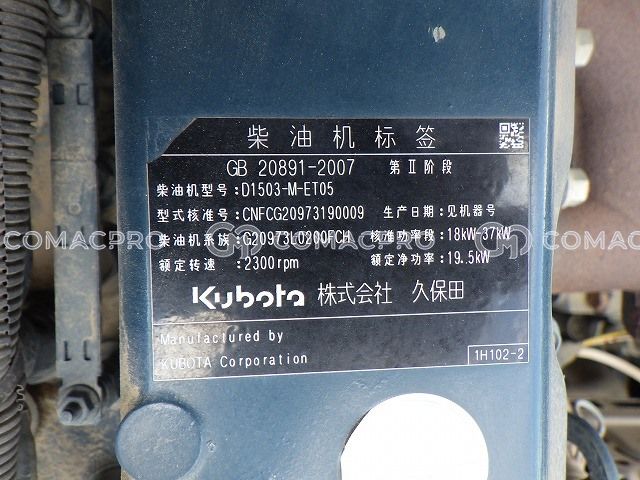 柴油机标签
GB 20891-2007 第Ⅱ阶段
柴油机型号: D1503-M-ET05
型式核准号: CNFCG20973190009 生产日期: 见机器号
柴油机系族: G20973L0200FCH 核准功率段: 18kW-37kW
额定转速: 2300rpm 额定净功率: 19.5kW
Kubota 株式会社 久保田
Manufactured by
KUBOTA Corporation
1H102-2
COMACPRO COMACPRO COMACPRO